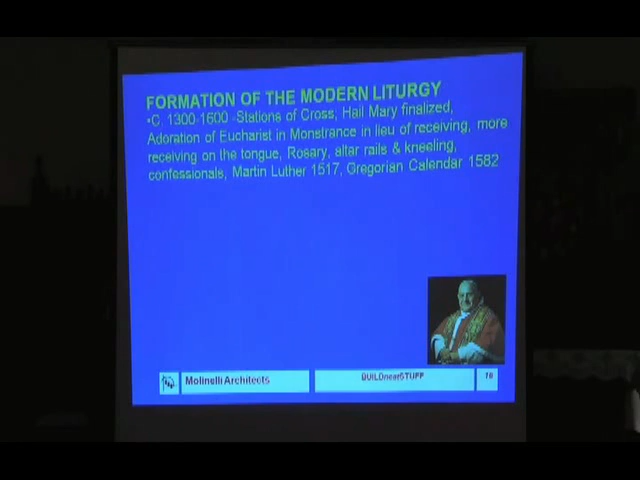 FORMATION OF THE MODERN LITURGY
•C. 1300-1600 -Stations of Cross, Hail Mary finalized,
Adoration of Eucharist in Monstrance in lieu of receiving, more
receiving on the tongue, Rosary, altar rails & kneeling,
confessionals, Martin Luther 1517, Gregorian Calendar 1582
Molinelli Architects
BUILDnearSTUFF